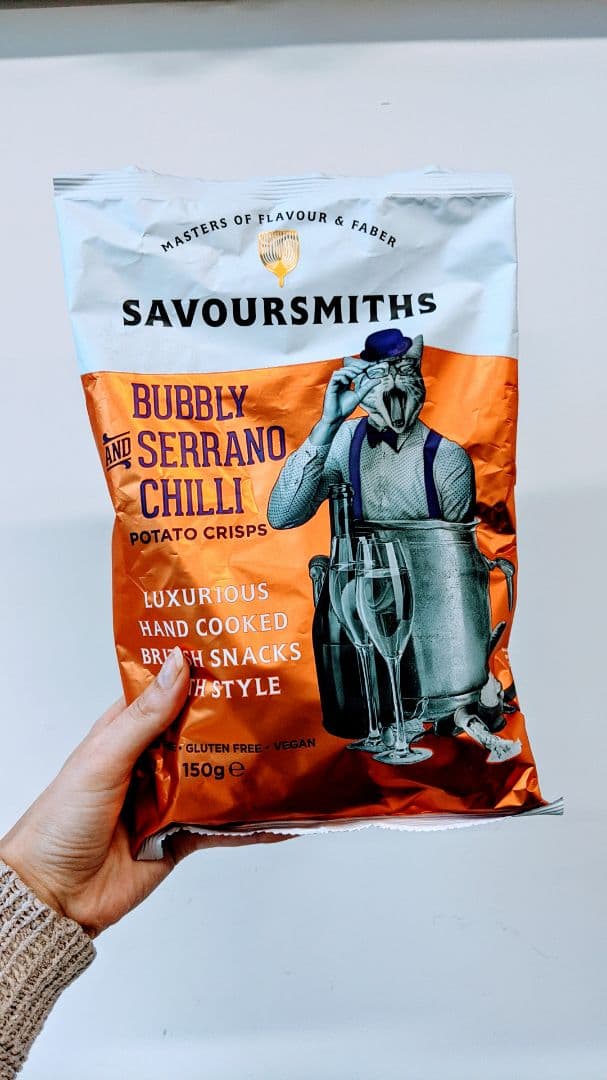 MASTERS OF FLAVOUR & FABER
SAVOURSMITHS
BUBBLY
AND SERRANO
CHILLI
POTATO CRISPS
LUXURIOUS
HAND COOKED
SNACKS
STYLE
GLUTEN FREE • VEGAN
150g ℮